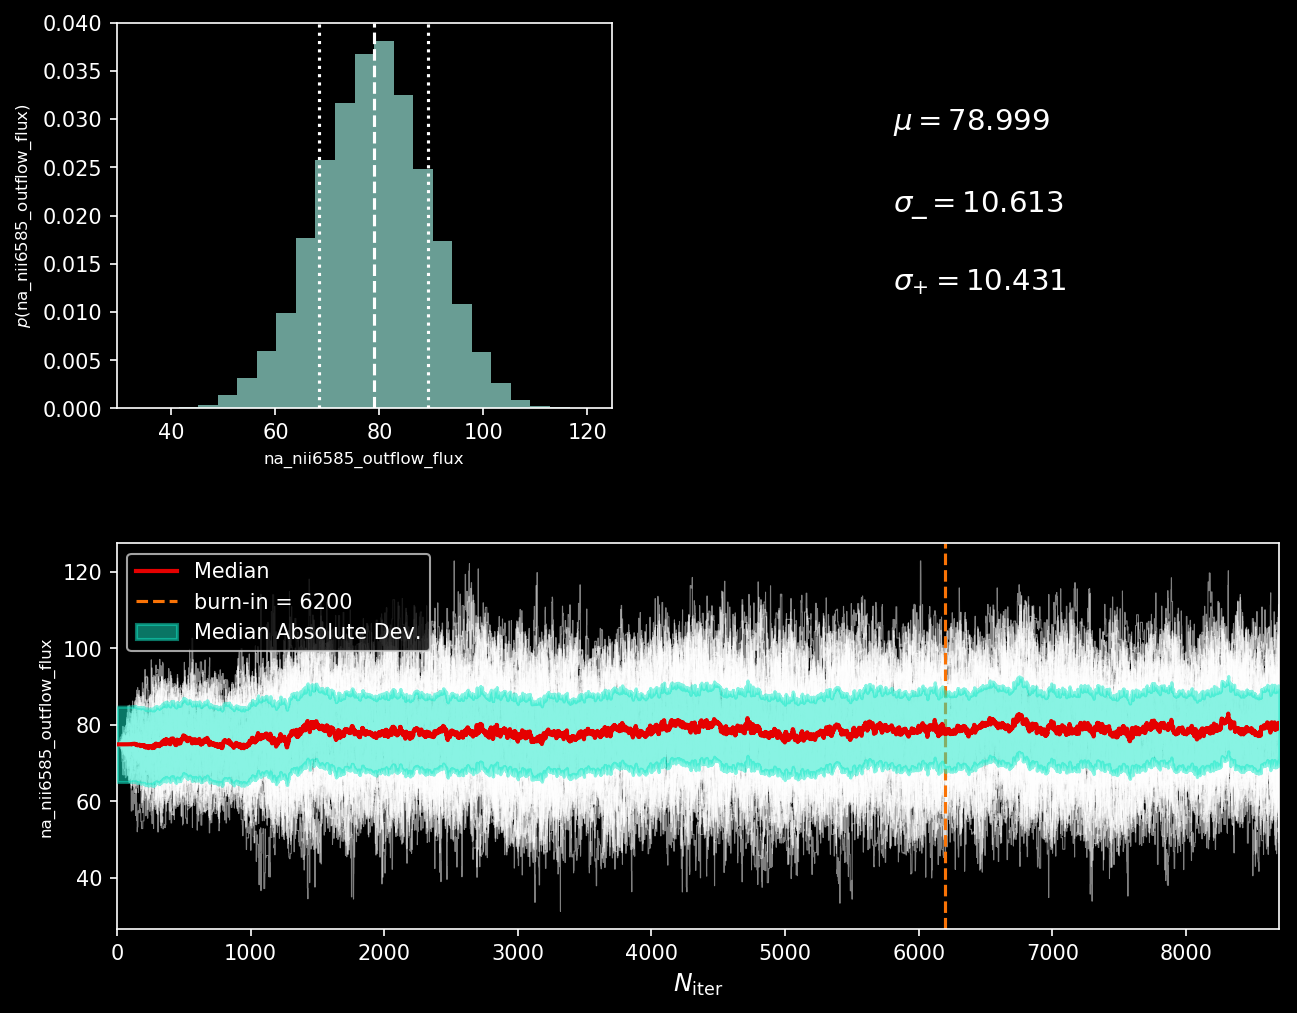 0.040
0.035
0.030
0.025
0.020
0.015
0.010
0.005
0.000
p(na_nii6585_outflow_flux)
40 60 80 100 120
na_nii6585_outflow_flux
μ = 78.999
σ_ = 10.613
σ+ = 10.431
Median
burn-in = 6200
Median Absolute Dev.
120
100
80
60
40
na_nii6585_outflow_flux
0 1000 2000 3000 4000 5000 6000 7000 8000
Niter